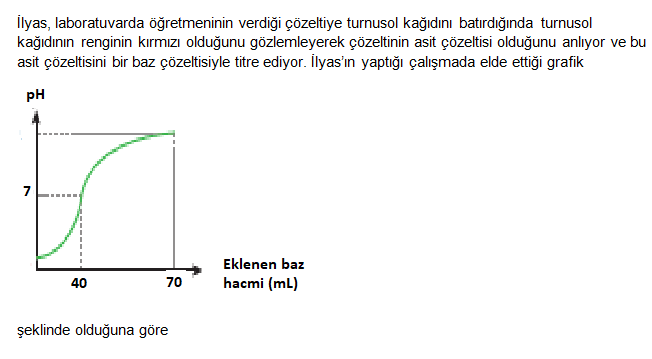 İlyas, laboratuvarda öğretmeninin verdiği çözeltiye turnusol kağıdını batırdığında turnusol
kağıdının renginin kırmızı olduğunu gözlemleyerek çözeltinin asit çözeltisi olduğunu anlıyor ve bu
asit çözeltisini bir baz çözeltisiyle titre ediyor. İlyas'ın yaptığı çalışmada elde ettiği grafik
pH
7
40
70
Eklenen baz
hacmi (mL)
şeklinde olduğuna göre